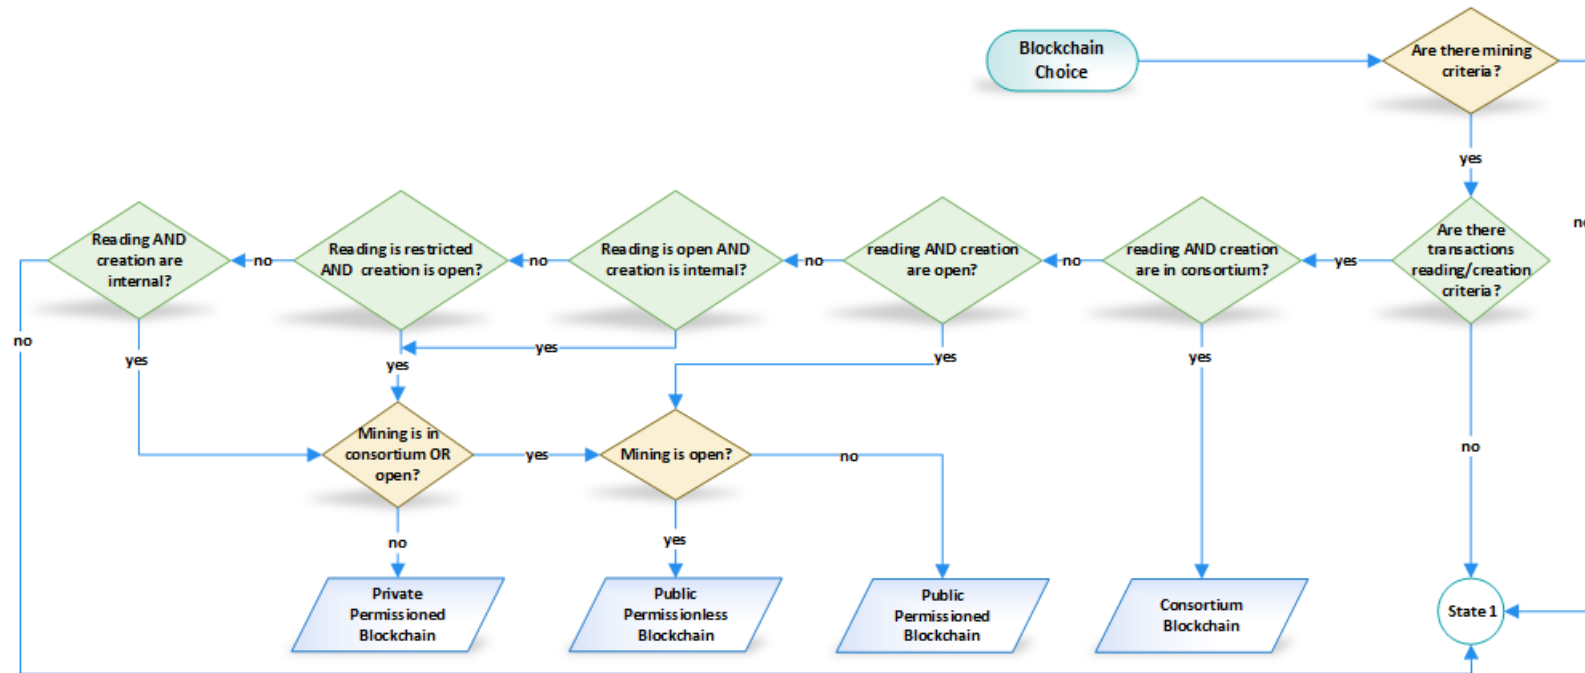 Blockchain
Choice
Are there mining
criteria?
yes
no
Reading AND
creation are
internal?
no
Reading is restricted
AND creation is open?
no
Reading is open AND
creation is internal?
no
reading AND creation
are open?
no
reading AND creation
are in consortium?
yes
Are there
transactions
reading/creation
criteria?
no
yes
yes
yes
yes
yes
Mining is in
consortium OR
open?
yes
Mining is open?
no
no
no
yes
Private
Permissioned
Blockchain
Public
Permissionless
Blockchain
Public
Permissioned
Blockchain
Consortium
Blockchain
State 1